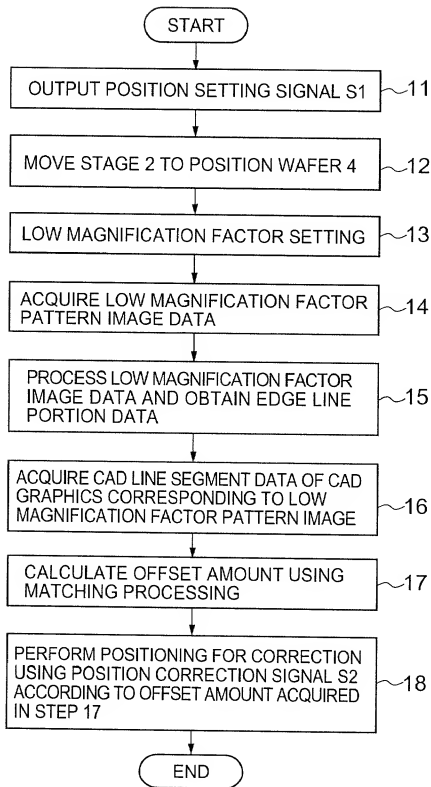 START
OUTPUT POSITION SETTING SIGNAL S1
11
MOVE STAGE 2 TO POSITION WAFER 4
12
LOW MAGNIFICATION FACTOR SETTING
13
ACQUIRE LOW MAGNIFICATION FACTOR
PATTERN IMAGE DATA
14
PROCESS LOW MAGNIFICATION FACTOR
IMAGE DATA AND OBTAIN EDGE LINE
PORTION DATA
15
ACQUIRE CAD LINE SEGMENT DATA OF CAD
GRAPHICS CORRESPONDING TO LOW
MAGNIFICATION FACTOR PATTERN IMAGE
16
CALCULATE OFFSET AMOUNT USING
MATCHING PROCESSING
17
PERFORM POSITIONING FOR CORRECTION
USING POSITION CORRECTION SIGNAL S2
ACCORDING TO OFFSET AMOUNT ACQUIRED
IN STEP 17
18
END